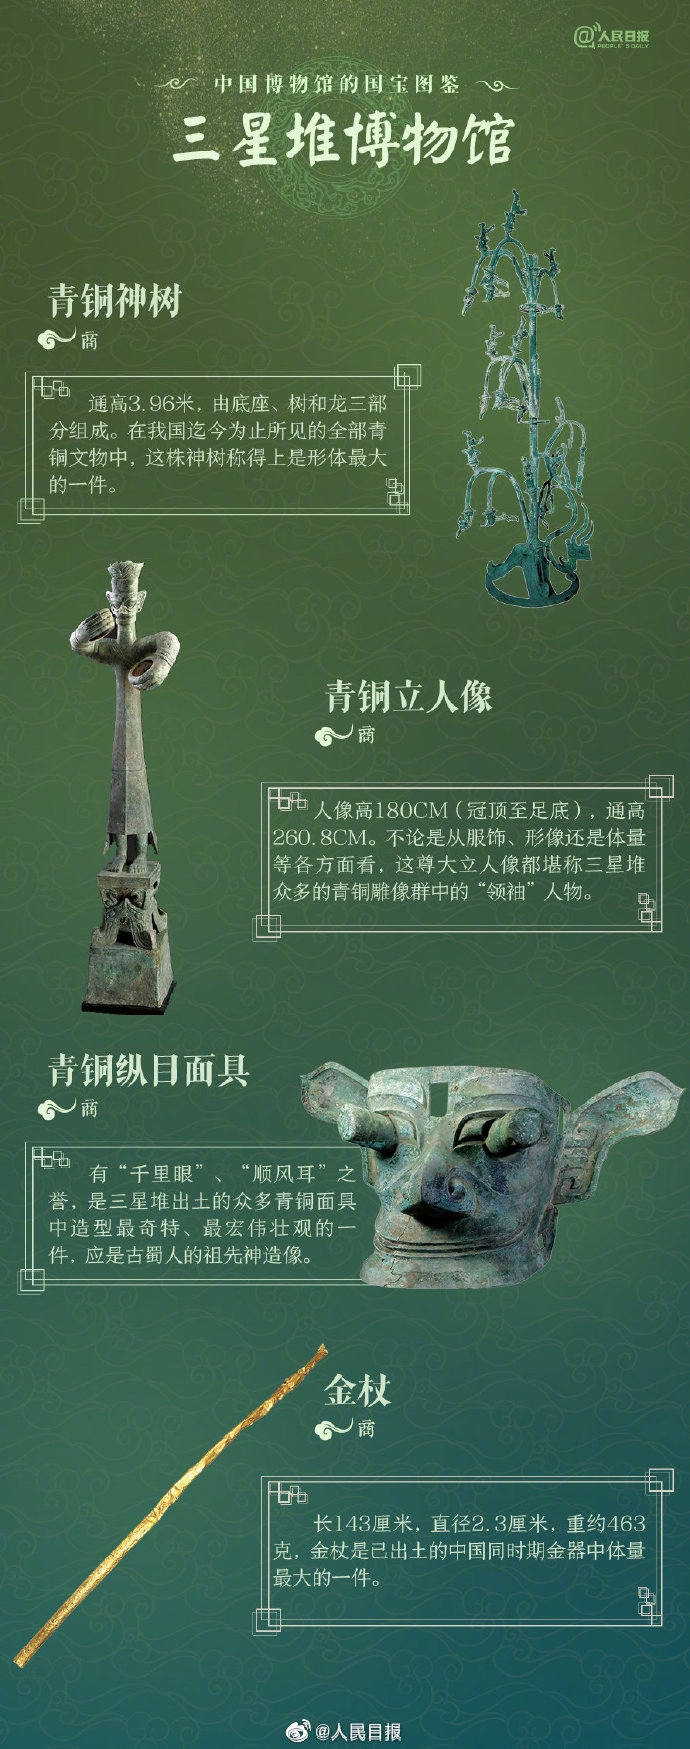 @人民日报
PEOPLE'S DAILY
中国博物馆的国宝图鉴
三星堆博物馆
青铜神树
商
通高3.96米，由底座、树和龙三部
分组成。在我国迄今为止所见的全部青
铜文物中，这株神树称得上是形体最大
的一件。
青铜立人像
商
人像高180CM（冠顶至足底），通高
260.8CM。不论是从服饰、形像还是体量
等各方面看，这尊大立人像都堪称三星堆
众多的青铜雕像群中的“领袖”人物。
青铜纵目面具
商
有“千里眼”、“顺风耳”之
誉，是三星堆出土的众多青铜面具
中造型最奇特、最宏伟壮观的一
件，应是古蜀人的祖先神造像。
金杖
商
长143厘米，直径2.3厘米，重约463
克，金杖是已出土的中国同时期金器中体量
最大的一件。
@人民日报